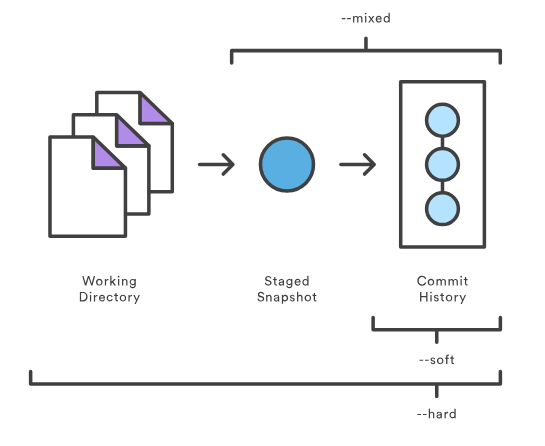 --mixed
Working
Directory
Staged
Snapshot
Commit
History
--soft
--hard